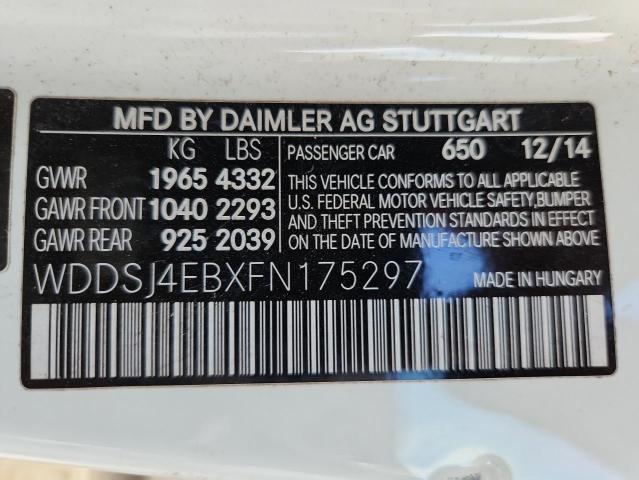 MFD BY DAIMLER AG STUTTGART
KG LBS
GVWR 1965 4332
GAWR FRONT 1040 2293
GAWR REAR 925 2039
PASSENGER CAR 650 12/14
THIS VEHICLE CONFORMS TO ALL APPLICABLE
U.S. FEDERAL MOTOR VEHICLE SAFETY,BUMPER
AND THEFT PREVENTION STANDARDS IN EFFECT
ON THE DATE OF MANUFACTURE SHOWN ABOVE.
WDDSJ4EBXFN175297
MADE IN HUNGARY